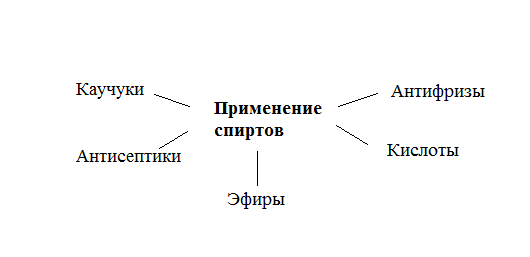 Каучуки
Антифризы
Применение
спиртов
Антисептики
Кислоты
Эфиры